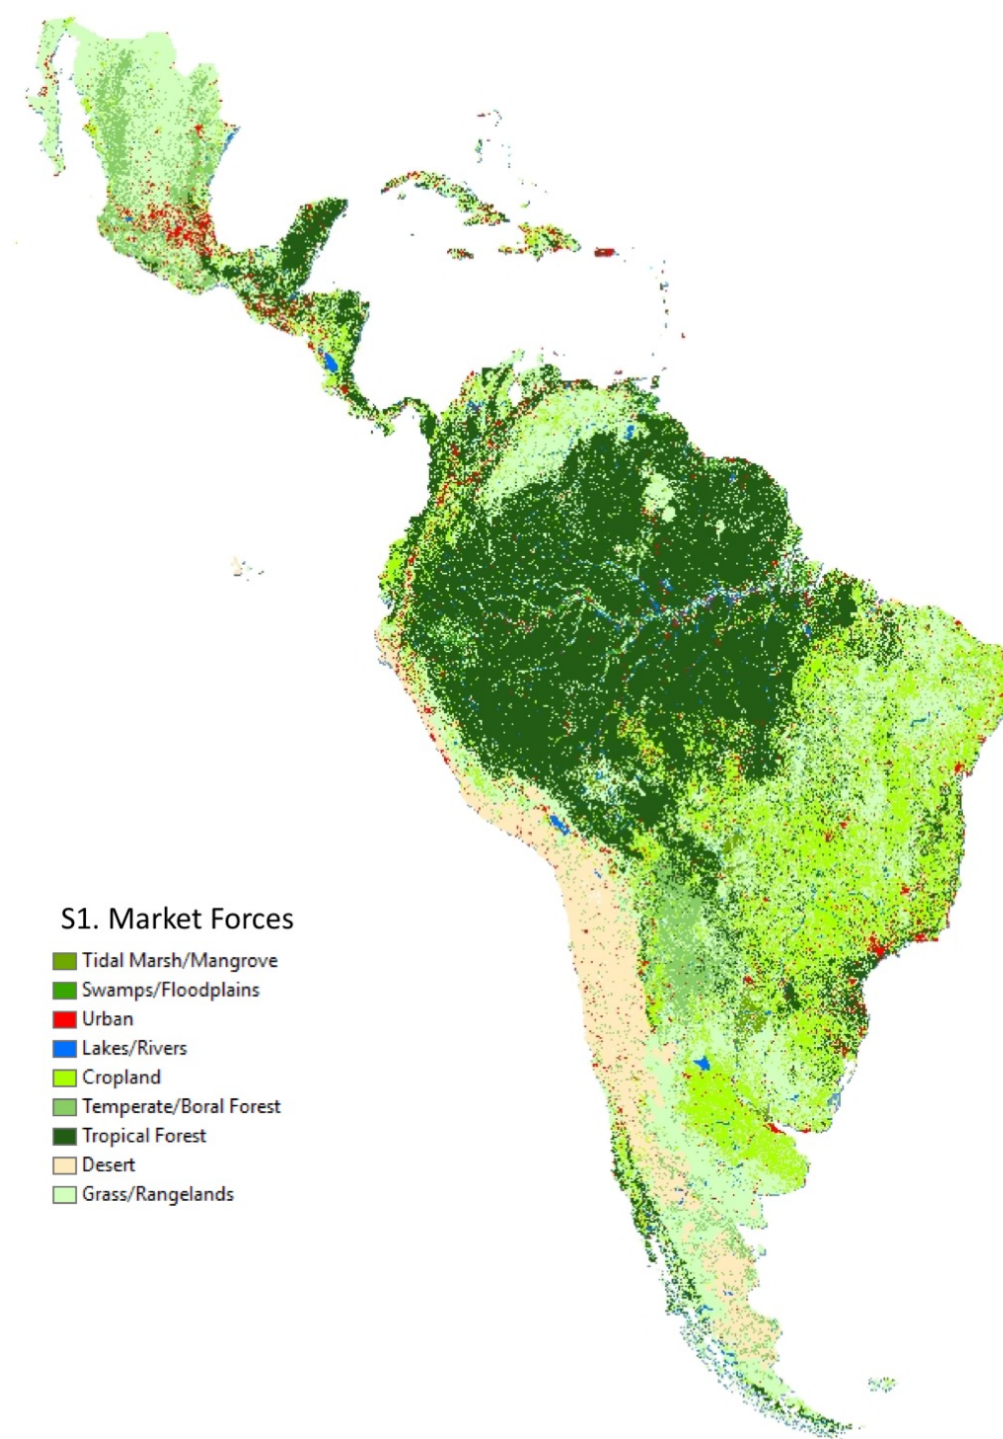 S1. Market Forces
Tidal Marsh/Mangrove
Swamps/Floodplains
Urban
Lakes/Rivers
Cropland
Temperate/Boral Forest
Tropical Forest
Desert
Grass/Rangelands